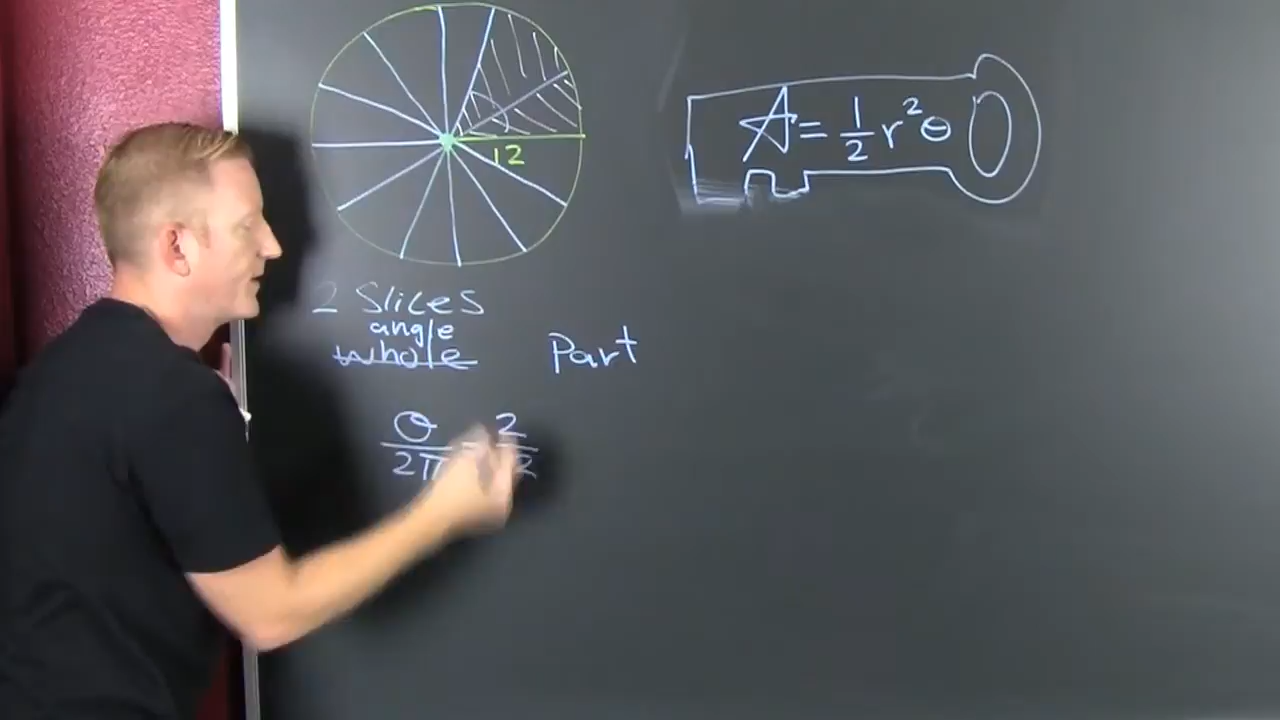 12
A = 1/2 r²θ
2 Slices
angle
Whole
Part
θ/2π = 2/